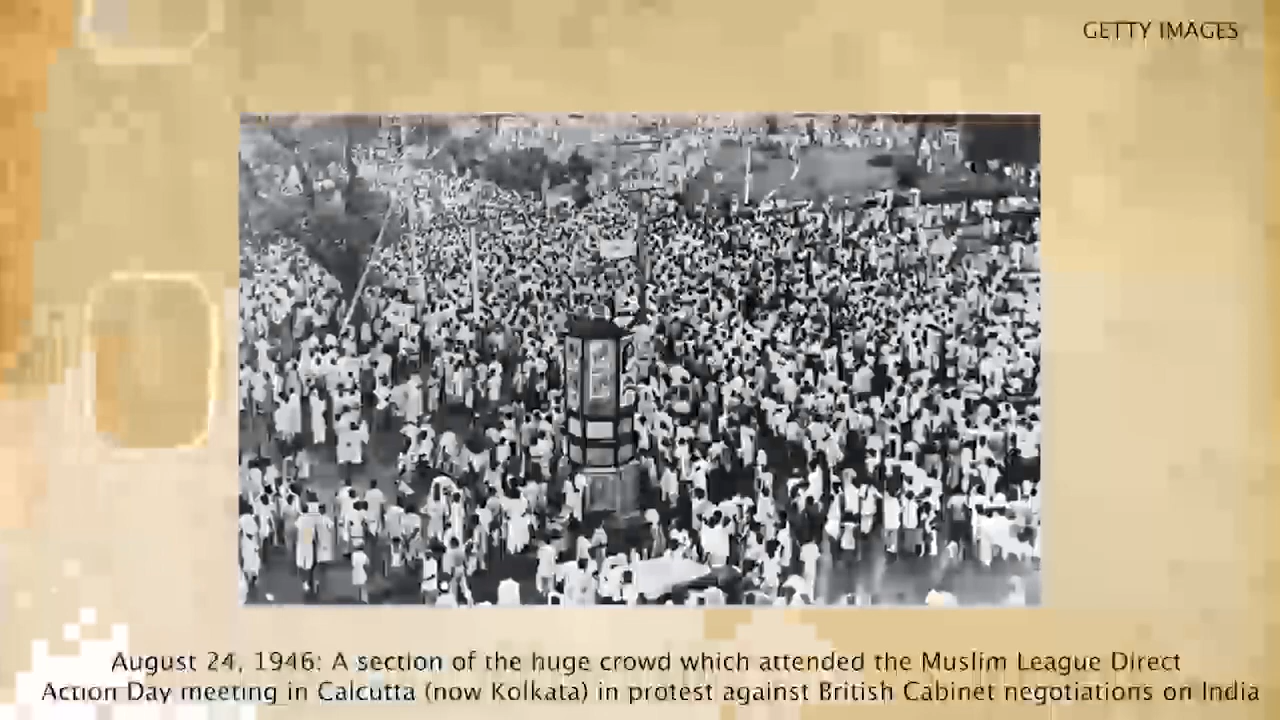 GETTY IMAGES
August 24, 1946: A section of the huge crowd which attended the Muslim League Direct
Action Day meeting in Calcutta (now Kolkata) in protest against British Cabinet negotiations on India